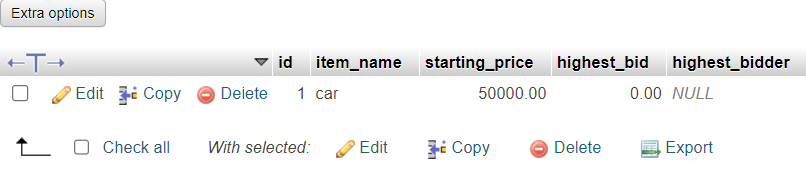 Extra options
id item_name starting_price highest_bid highest_bidder
Edit Copy Delete 1 car 50000.00 0.00 NULL
Check all With selected: Edit Copy Delete Export